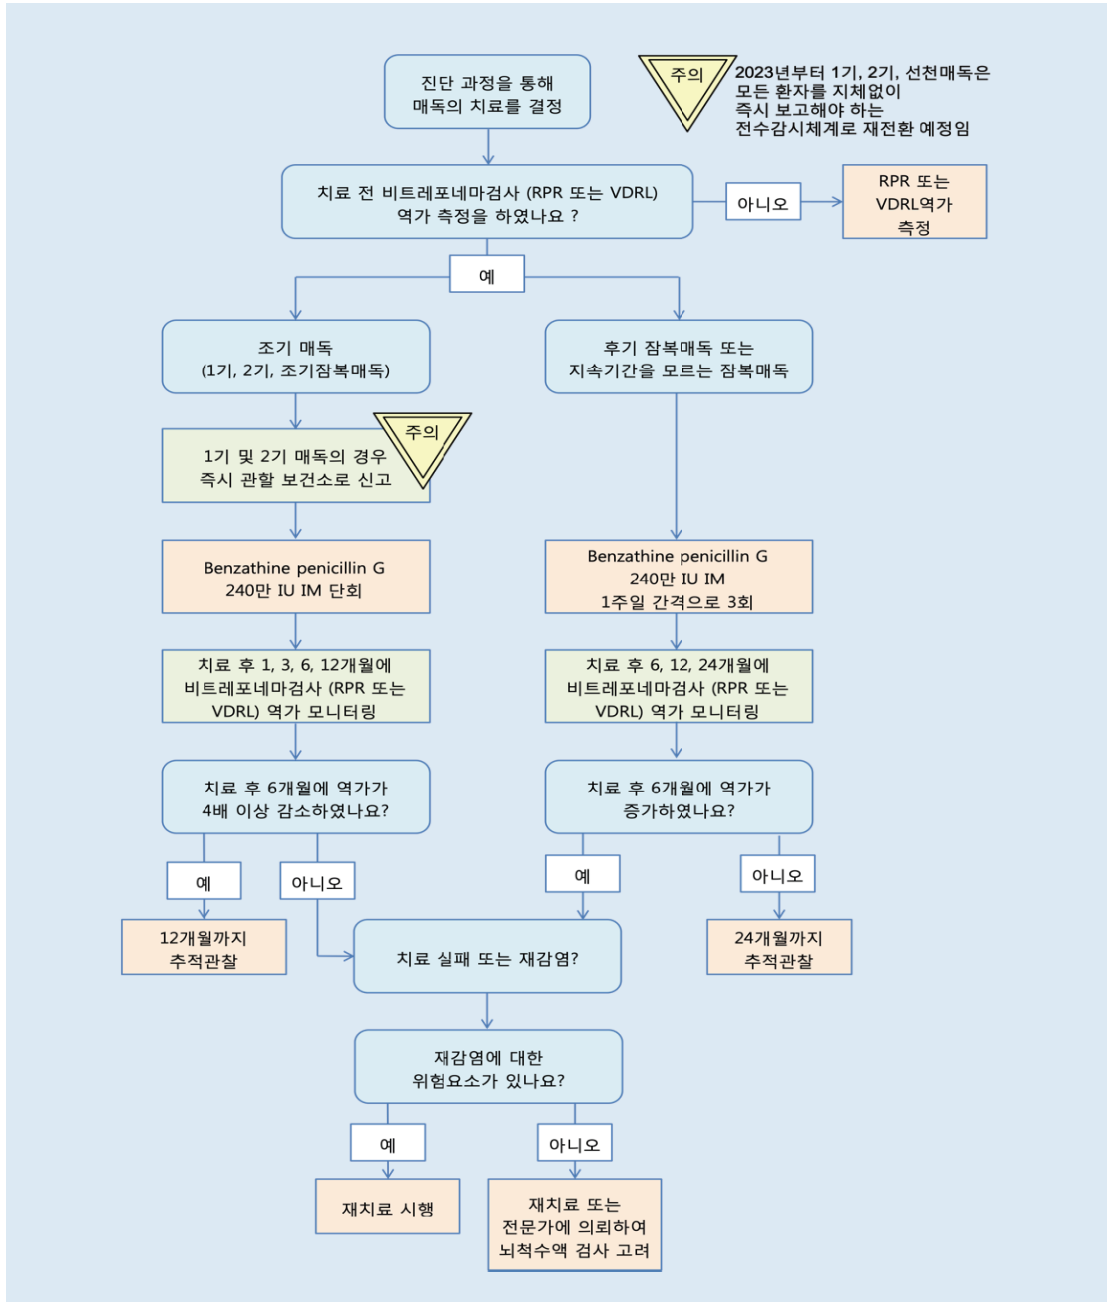 진단 과정을 통해
매독의 치료를 결정
주의
2023년부터 1기, 2기, 선천매독은
모든 환자를 지체없이
즉시 보고해야 하는
전수감시체계로 재전환 예정임
치료 전 비트레포네마검사 (RPR 또는 VDRL)
역가 측정을 하였나요 ?
아니오
RPR 또는
VDRL역가
측정
예
조기 매독
(1기, 2기, 조기잠복매독)
후기 잠복매독 또는
지속기간을 모르는 잠복매독
주의
1기 및 2기 매독의 경우
즉시 관할 보건소로 신고
Benzathine penicillin G
240만 IU IM 단회
Benzathine penicillin G
240만 IU IM
1주일 간격으로 3회
치료 후 1, 3, 6, 12개월에
비트레포네마검사 (RPR 또는
VDRL) 역가 모니터링
치료 후 6, 12, 24개월에
비트레포네마검사 (RPR 또는
VDRL) 역가 모니터링
치료 후 6개월에 역가가
4배 이상 감소하였나요?
치료 후 6개월에 역가가
증가하였나요?
예
아니오
예
아니오
12개월까지
추적관찰
치료 실패 또는 재감염?
24개월까지
추적관찰
재감염에 대한
위험요소가 있나요?
예
아니오
재치료 시행
재치료 또는
전문가에 의뢰하여
뇌척수액 검사 고려